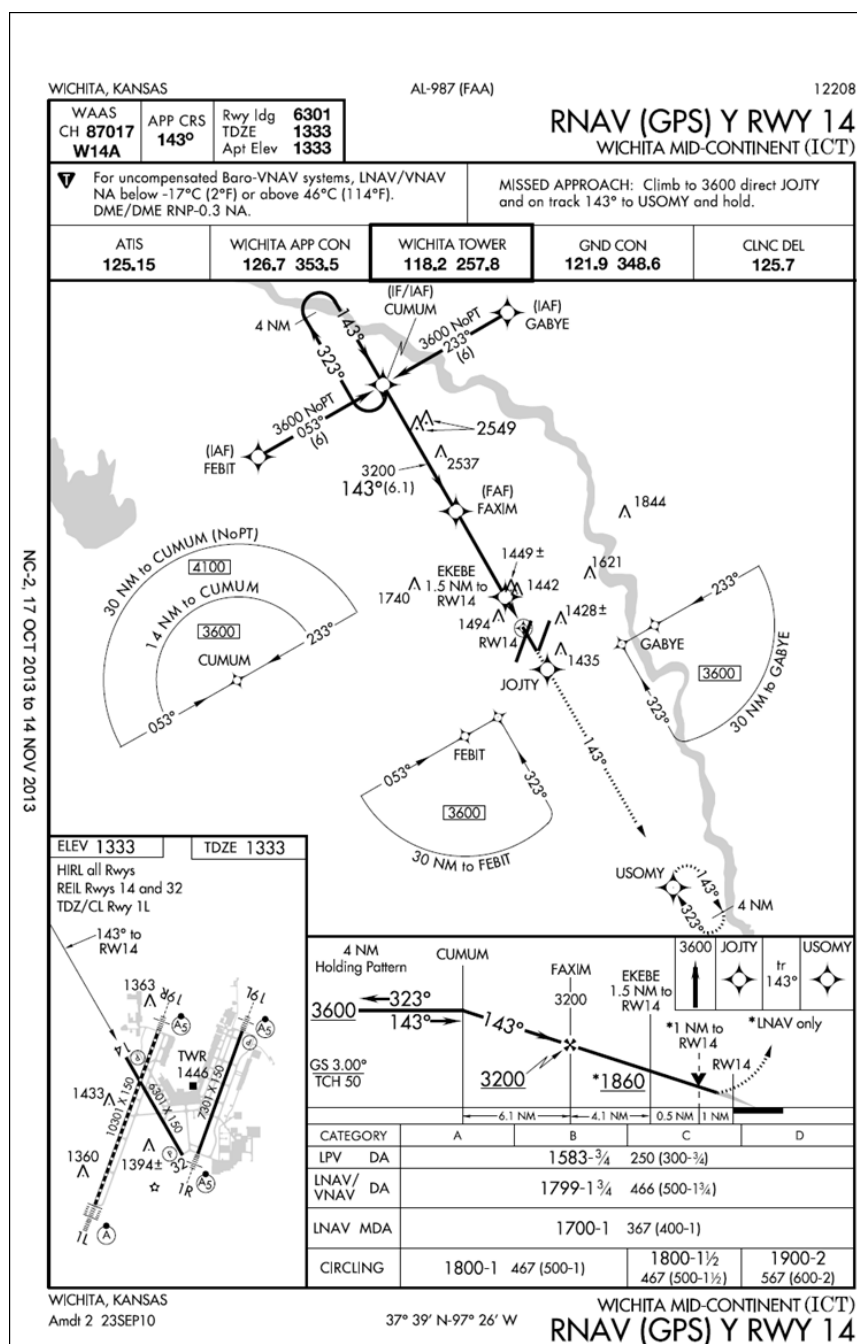 WICHITA, KANSAS
AL-987 (FAA)
12208
WAAS
CH 87017
W14A
APP CRS
143°
Rwy ldg 6301
TDZE 1333
Apt Elev 1333
RNAV (GPS) Y RWY 14
WICHITA MID-CONTINENT (ICT)
T
For uncompensated Baro-VNAV systems, LNAV/VNAV
NA below -17°C (2°F) or above 46°C (114°F).
DME/DME RNP-0.3 NA.
MISSED APPROACH: Climb to 3600 direct JOJTY
and on track 143° to USOMY and hold.
ATIS
125.15
WICHITA APP CON
126.7 353.5
WICHITA TOWER
118.2 257.8
GND CON
121.9 348.6
CLNC DEL
125.7
(IF/IAF)
CUMUM
4 NM
143°
323°
(IAF)
GABYE
3600 NoPT
233°
(6)
3600 NoPT
053°
(6)
(IAF)
FEBIT
2549
2537
3200
143°(6.1)
(FAF)
FAXIM
1844
1449±
EKEBE
1.5 NM to
RW14
1442
1621
1740
1494
1428±
RW14
1435
JOJTY
30 NM to CUMUM (NoPT)
4100
14 NM to CUMUM
3600
CUMUM
233°
053°
233°
GABYE
3600
323°
30 NM to GABYE
053°
FEBIT
323°
3600
30 NM to FEBIT
143°
USOMY
143°
323°
4 NM
NC-2, 17 OCT 2013 to 14 NOV 2013
ELEV 1333
TDZE 1333
HIRL all Rwys
REIL Rwys 14 and 32
TDZ/CL Rwy 1L
143° to
RW14
1363
19R
19L
A5
A5
TWR
1446
14
1433
10301 X 150
6301 X 150
7301 X 150
1360
1394±
32
1R
A5
1L
A
4 NM
Holding Pattern
CUMUM
FAXIM
3200
EKEBE
1.5 NM to
RW14
3600
JOJTY
tr
143°
USOMY
3600
323°
143°
143°
*1 NM to
RW14
*LNAV only
RW14
GS 3.00°
TCH 50
3200
*1860
6.1 NM
4.1 NM
0.5 NM
1 NM
CATEGORY A B C D
LPV DA 1583-¾ 250 (300-¾)
LNAV/
VNAV DA 1799-1¾ 466 (500-1¾)
LNAV MDA 1700-1 367 (400-1)
CIRCLING 1800-1 467 (500-1)
1800-1½
467 (500-1½)
1900-2
567 (600-2)
WICHITA, KANSAS
Amdt 2 23SEP10
37° 39' N-97° 26' W
WICHITA MID-CONTINENT (ICT)
RNAV (GPS) Y RWY 14